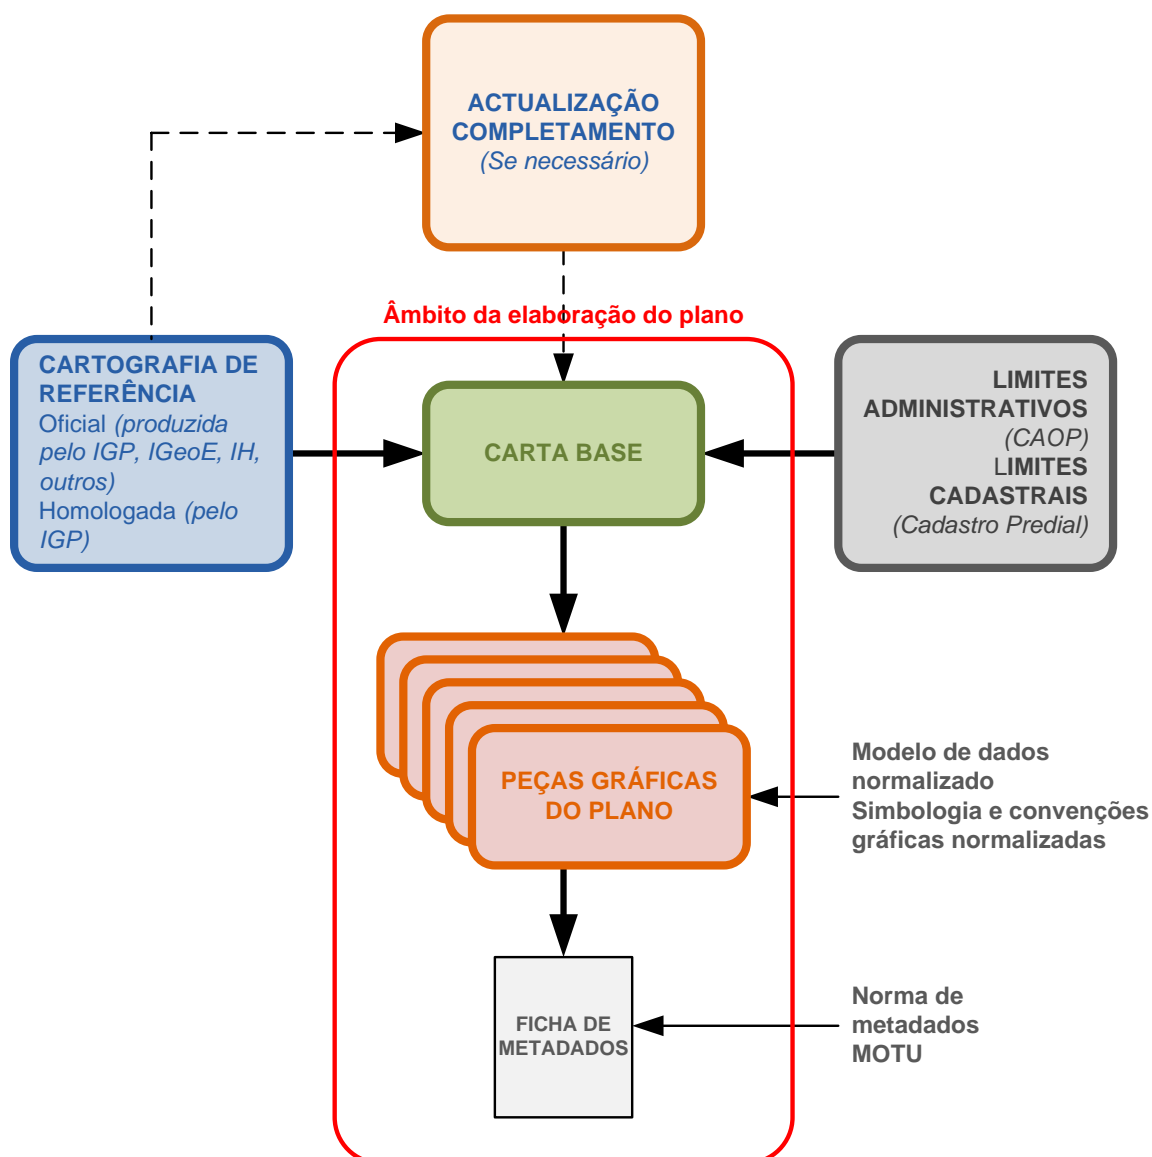 ACTUALIZAÇÃO
COMPLETAMENTO
(Se necessário)
Âmbito da elaboração do plano
CARTOGRAFIA DE
REFERÊNCIA
Oficial (produzida
pelo IGP, IGeoE, IH,
outros)
Homologada (pelo
IGP)
CARTA BASE
LIMITES
ADMINISTRATIVOS
(CAOP)
LIMITES
CADASTRAIS
(Cadastro Predial)
PEÇAS GRÁFICAS
DO PLANO
Modelo de dados
normalizado
Simbologia e convenções
gráficas normalizadas
FICHA DE
METADADOS
Norma de
metadados
MOTU